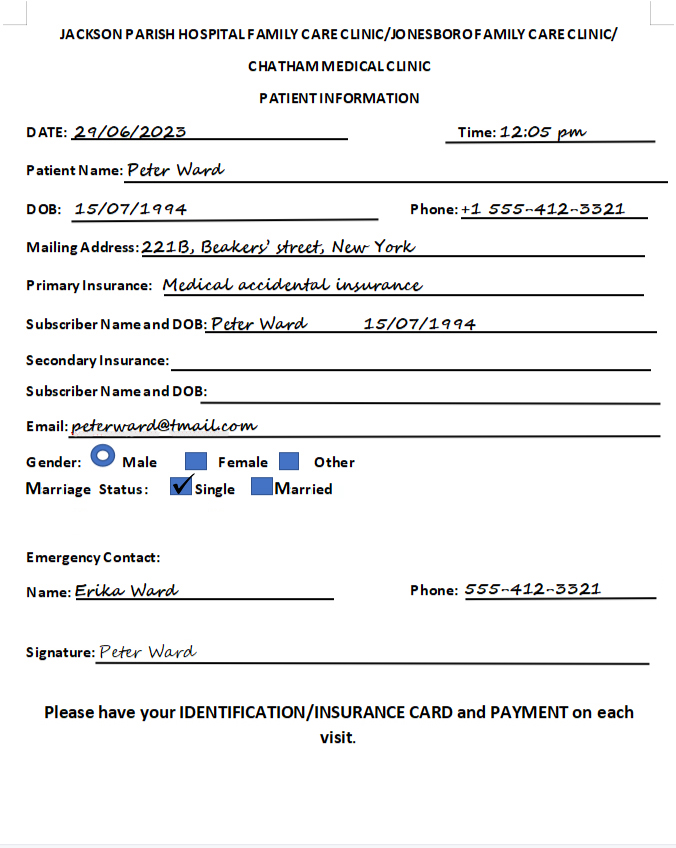 JACKSON PARISH HOSPITAL FAMILY CARE CLINIC/JONESBORO FAMILY CARE CLINIC/
CHATHAM MEDICAL CLINIC
PATIENT INFORMATION
DATE: 29/06/2023 Time: 12:05 pm
Patient Name: Peter Ward
DOB: 15/07/1994 Phone: +1 555-412-3321
Mailing Address: 221B, Beakers' street, New York
Primary Insurance: Medical accidental insurance
Subscriber Name and DOB: Peter Ward 15/07/1994
Secondary Insurance:
Subscriber Name and DOB:
Email: peterward@tmail.com
Gender: Male Female Other
Marriage Status: Single Married
Emergency Contact:
Name: Erika Ward Phone: 555-412-3321
Signature: Peter Ward
Please have your IDENTIFICATION/INSURANCE CARD and PAYMENT on each
visit.